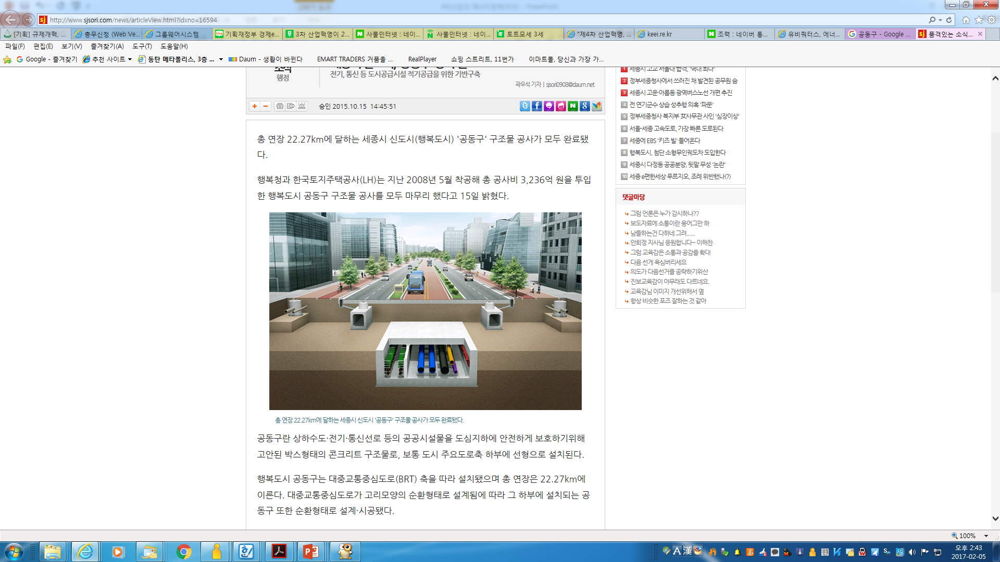 http://www.sjsori.com/news/articleView.html?idxno=16594
[기획] 규제개혁, ...
총무신청 (Web Ve...
그룹웨어시스템
기획재정부 경제e...
3차 산업혁명이 2...
사물인터넷 : 네이...
사물인터넷 : 네이...
토트모세 3세
"제4차 산업혁명, ...
keei.re.kr
조력 : 네이버 통...
유비쿼터스, 에너...
공동구 - Google ...
품격있는 소식...
파일(F) 편집(E) 보기(V) 즐겨찾기(A) 도구(T) 도움말(H)
Google - 즐겨찾기
추천 사이트
동탄 메타폴리스, 3층 ...
Daum - 생활이 바뀐다
EMART TRADERS 거품을 ...
RealPlayer
쇼핑 스트리트, 11번가
이마트몰, 당신과 가장 가...
행정
전기, 통신 등 도시공급시설 적기공급을 위한 기반구축
곽우석 기자 | sjsori0908@daum.net
승인 2015.10.15 14:45:51
총 연장 22.27km에 달하는 세종시 신도시(행복도시) '공동구' 구조물 공사가 모두 완료됐
다.
행복청과 한국토지주택공사(LH)는 지난 2008년 5월 착공해 총 공사비 3,236억 원을 투입
한 행복도시 공동구 구조물 공사를 모두 마무리 했다고 15일 밝혔다.
총 연장 22.27km에 달하는 세종시 신도시 '공동구' 구조물 공사가 모두 완료됐다.
공동구란 상하수도·전기·통신선로 등의 공공시설물을 도심지하에 안전하게 보호하기위해
고안된 박스형태의 콘크리트 구조물로, 보통 도시 주요도로축 하부에 선형으로 설치된다.
행복도시 공동구는 대중교통중심도로(BRT) 축을 따라 설치됐으며 총 연장은 22.27km에
이른다. 대중교통중심도로가 고리모양의 순환형태로 설계됨에 따라 그 하부에 설치되는 공
동구 또한 순환형태로 설계·시공됐다.
1 세종시 고교 서울대 합격, '역대 최다'
2 정부세종청사에서 쓰러진 채 발견된 공무원 숨
3 세종시 고운·아름동 광역버스노선 개편 추진
4 전 연기군수 상습 성추행 의혹 '파문'
5 정부세종청사 복지부 女사무관 사인 '심장이상'
6 서울-세종 고속도로, 가장 빠른 도로된다
7 세종에 EBS '키즈 빌' 들어온다
8 행복도시, 첨단 소형무인궤도차 도입한다
9 세종시 다정동 공공분양, 뒷말 무성 '논란'
10 세종 e편한세상 푸르지오, 조례 위반했나(?)
댓글마당
그럼 언론은 누가 감시하나??
보도자료에 소통이란 용어그만 하
남들하는건 다하네 그려......
안희정 지사님 응원합니다~ 이해찬
그럼 교육감은 소통과 공감을 확대
다음 선게 욕심버리세요
의도가 다음선거를 공략하기위산
진보교육감이 아무래도 다르네요.
교육감님 이미지 개선위해서 옆
항상 비슷한 포즈 잘하는 것 같아
100%
오후 2:43
2017-02-05